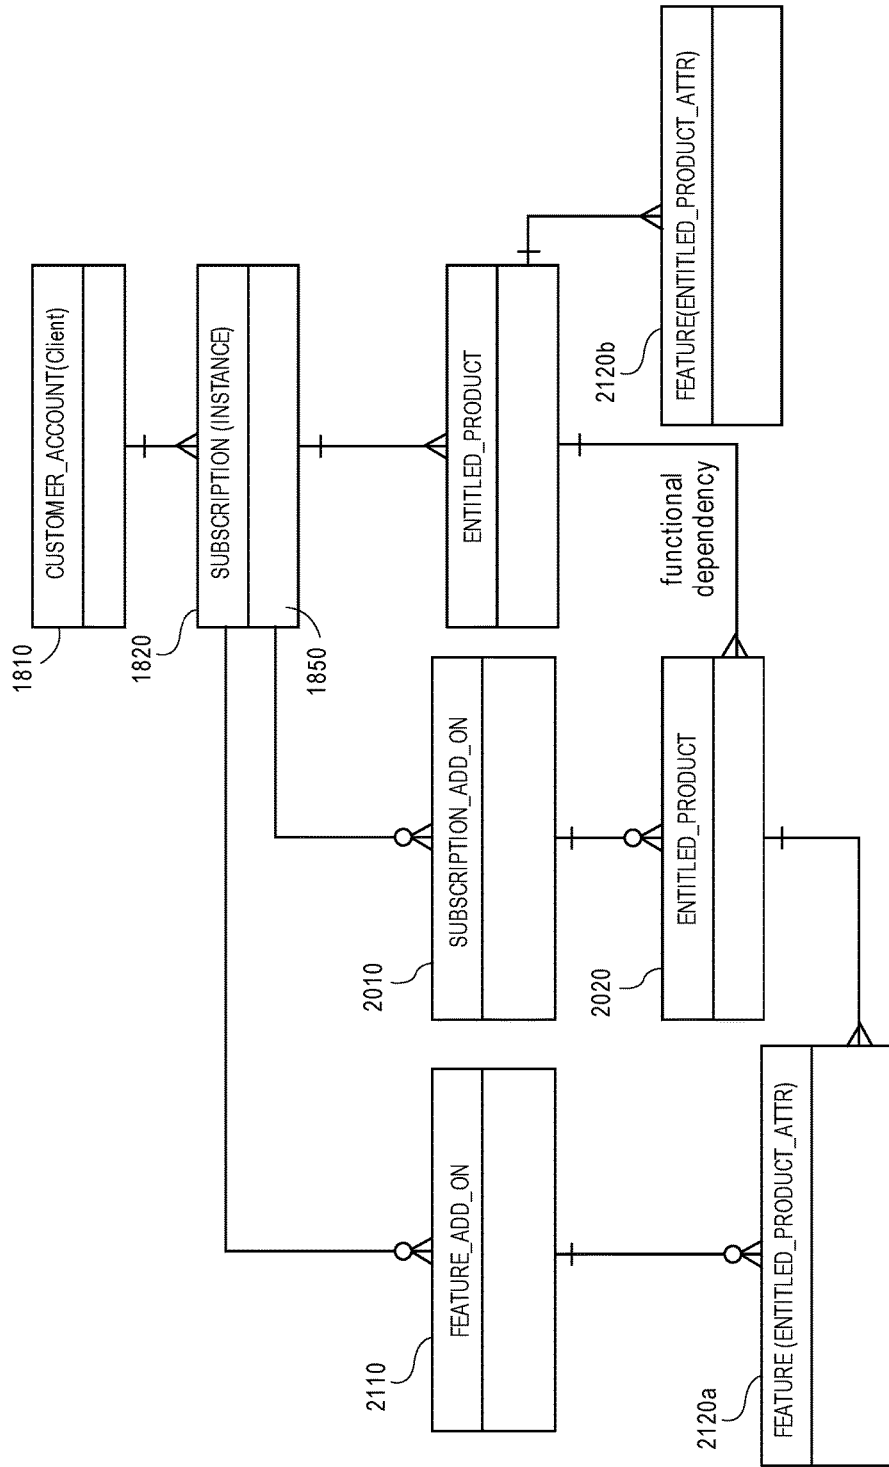 1810
CUSTOMER_ACCOUNT(Client)
1820
SUBSCRIPTION (INSTANCE)
1850
2110
FEATURE_ADD_ON
2010
SUBSCRIPTION_ADD_ON
ENTITLED_PRODUCT
functional
dependency
2020
ENTITLED_PRODUCT
2120b
FEATURE(ENTITLED_PRODUCT_ATTR)
2120a
FEATURE (ENTITLED_PRODUCT_ATTR)